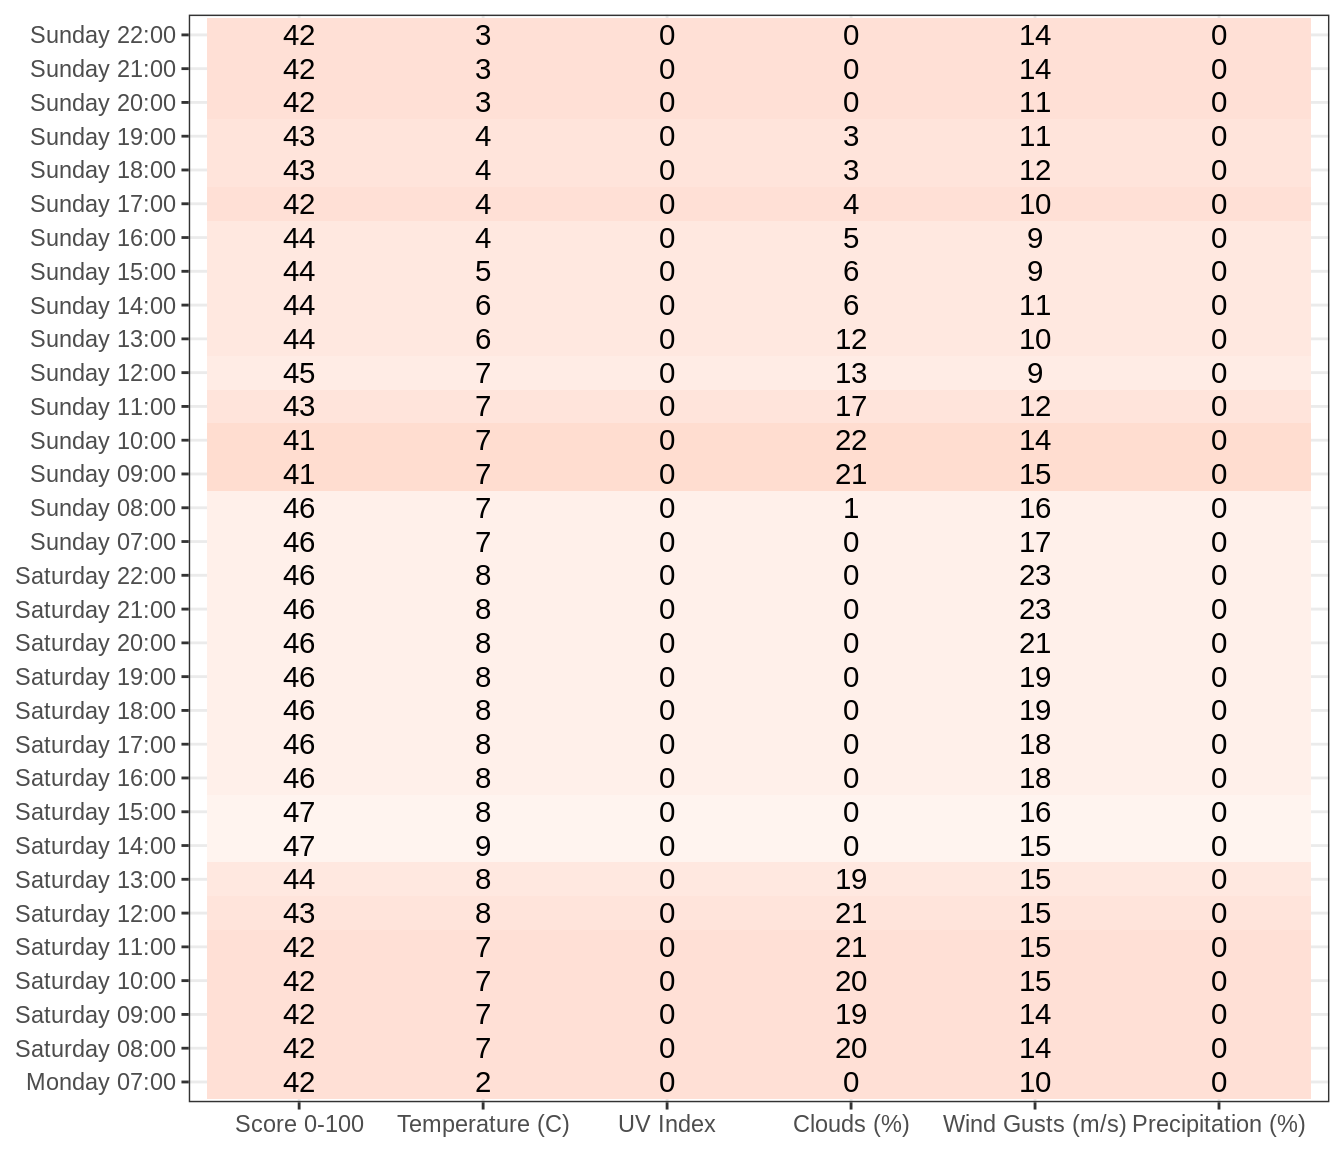 Sunday 22:00 42 3 0 0 14 0
Sunday 21:00 42 3 0 0 14 0
Sunday 20:00 42 3 0 0 11 0
Sunday 19:00 43 4 0 3 11 0
Sunday 18:00 43 4 0 3 12 0
Sunday 17:00 42 4 0 4 10 0
Sunday 16:00 44 4 0 5 9 0
Sunday 15:00 44 5 0 6 9 0
Sunday 14:00 44 6 0 6 11 0
Sunday 13:00 44 6 0 12 10 0
Sunday 12:00 45 7 0 13 9 0
Sunday 11:00 43 7 0 17 12 0
Sunday 10:00 41 7 0 22 14 0
Sunday 09:00 41 7 0 21 15 0
Sunday 08:00 46 7 0 1 16 0
Sunday 07:00 46 7 0 0 17 0
Saturday 22:00 46 8 0 0 23 0
Saturday 21:00 46 8 0 0 23 0
Saturday 20:00 46 8 0 0 21 0
Saturday 19:00 46 8 0 0 19 0
Saturday 18:00 46 8 0 0 19 0
Saturday 17:00 46 8 0 0 18 0
Saturday 16:00 46 8 0 0 18 0
Saturday 15:00 47 8 0 0 16 0
Saturday 14:00 47 9 0 0 15 0
Saturday 13:00 44 8 0 19 15 0
Saturday 12:00 43 8 0 21 15 0
Saturday 11:00 42 7 0 21 15 0
Saturday 10:00 42 7 0 20 15 0
Saturday 09:00 42 7 0 19 14 0
Saturday 08:00 42 7 0 20 14 0
Monday 07:00 42 2 0 0 10 0
Score 0-100 Temperature (C) UV Index Clouds (%) Wind Gusts (m/s) Precipitation (%)